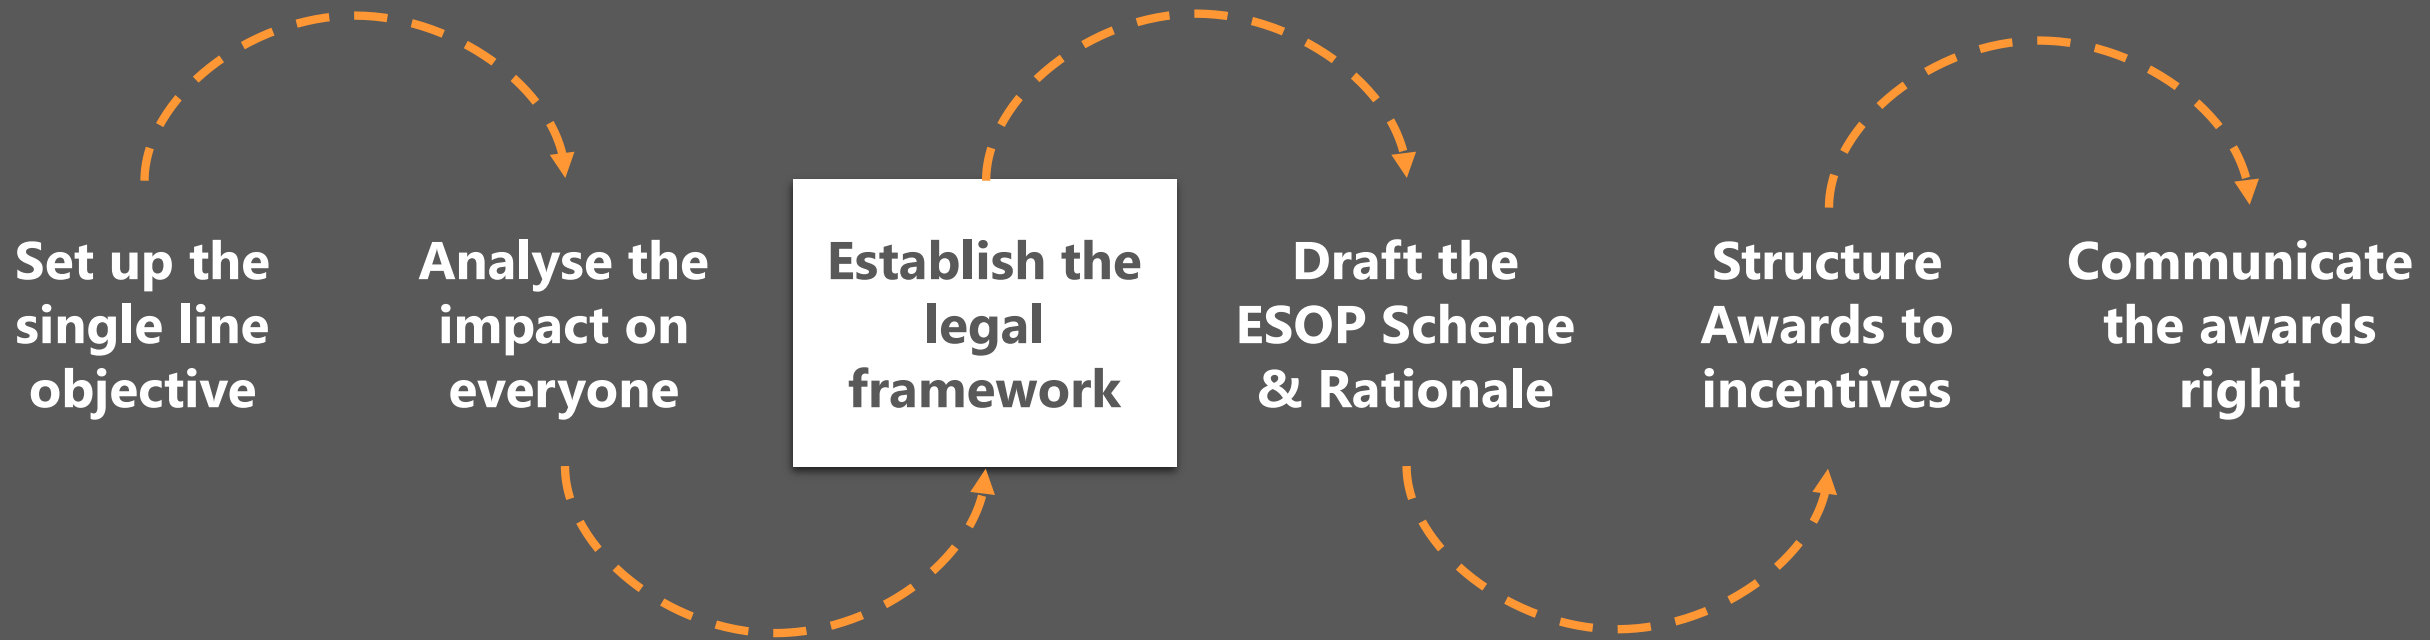 Set up the
single line
objective
Analyse the
impact on
everyone
Establish the
legal
framework
Draft the
ESOP Scheme
& Rationale
Structure
Awards to
incentives
Communicate
the awards
right